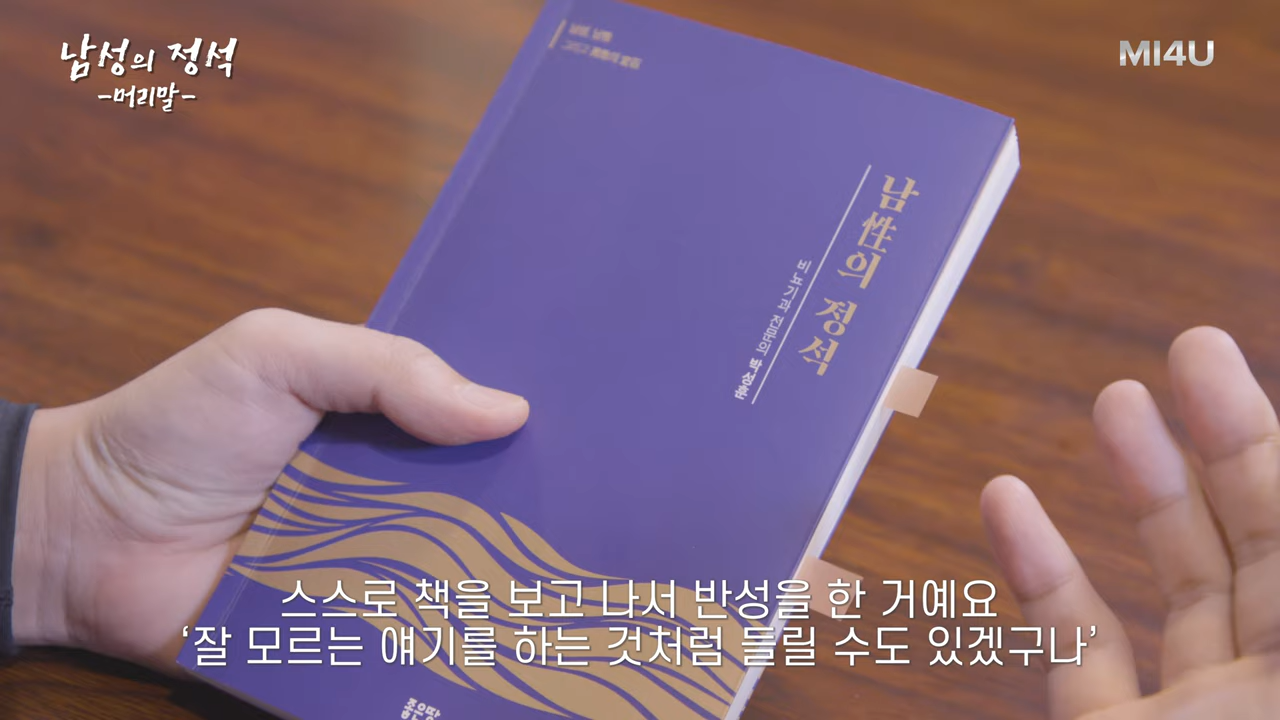 남성의 정석
-머리말-
MI4U
남性의 정석
비뇨기과 전문의 박성훈
좋은땅
스스로 책을 보고 나서 반성을 한 거예요
‘잘 모르는 얘기를 하는 것처럼 들릴 수도 있겠구나’